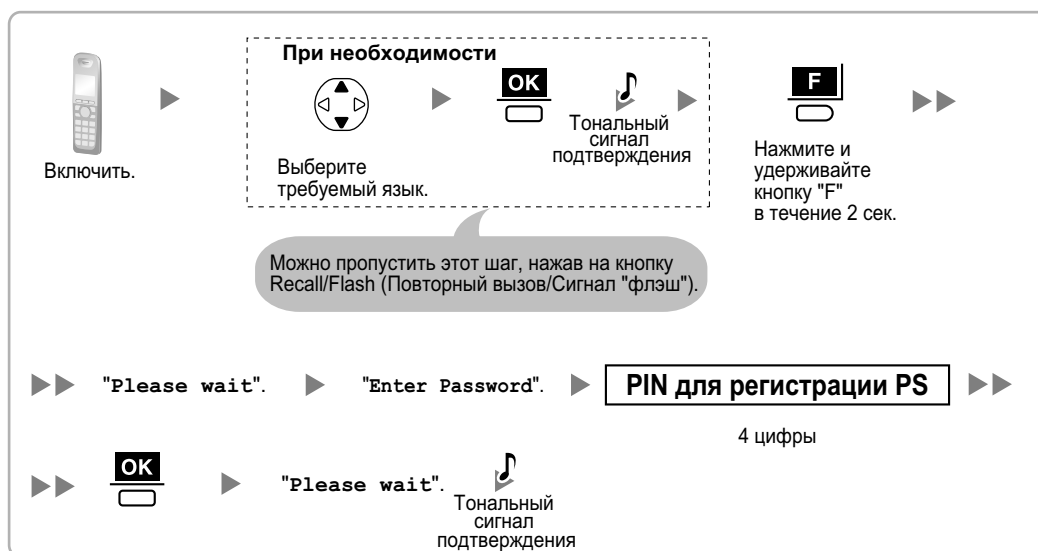 При необходимости
Включить.
Выберите
требуемый язык.
OK
Тональный
сигнал
подтверждения
F
Нажмите и
удерживайте
кнопку "F"
в течение 2 сек.
Можно пропустить этот шаг, нажав на кнопку
Recall/Flash (Повторный вызов/Сигнал "флэш").
"Please wait".
"Enter Password".
PIN для регистрации PS
4 цифры
OK
"Please wait".
Тональный
сигнал
подтверждения